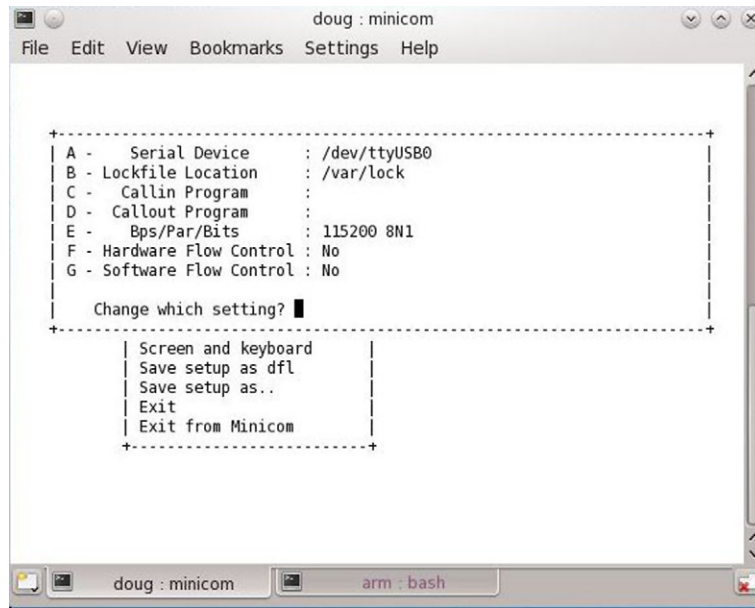 doug : minicom
File Edit View Bookmarks Settings Help
A - Serial Device : /dev/ttyUSB0
B - Lockfile Location : /var/lock
C - Callin Program :
D - Callout Program :
E - Bps/Par/Bits : 115200 8N1
F - Hardware Flow Control : No
G - Software Flow Control : No
Change which setting?
Screen and keyboard
Save setup as dfl
Save setup as..
Exit
Exit from Minicom
doug : minicom
arm : bash